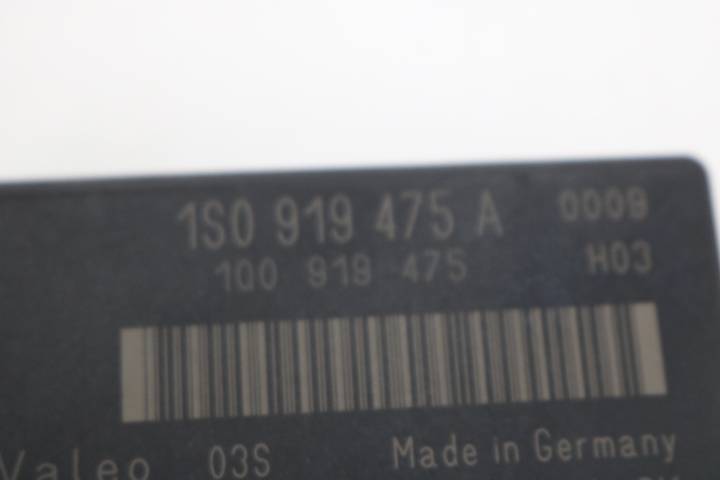 1S0 919 475 A 0009
1Q0 919 475 H03
Valeo 03S Made in Germany